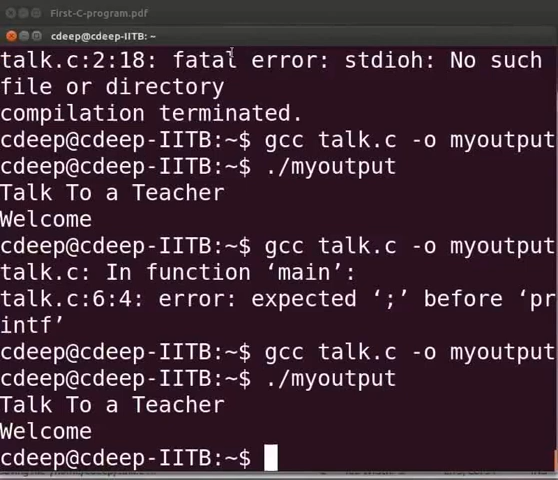 First-C-program.pdf
cdeep@cdeep-IITB: ~
talk.c:2:18: fatal error: stdioh: No such
file or directory
compilation terminated.
cdeep@cdeep-IITB:~$ gcc talk.c -o myoutput
cdeep@cdeep-IITB:~$ ./myoutput
Talk To a Teacher
Welcome
cdeep@cdeep-IITB:~$ gcc talk.c -o myoutput
talk.c: In function ‘main’:
talk.c:6:4: error: expected ‘;’ before ‘pr
intf’
cdeep@cdeep-IITB:~$ gcc talk.c -o myoutput
cdeep@cdeep-IITB:~$ ./myoutput
Talk To a Teacher
Welcome
cdeep@cdeep-IITB:~$